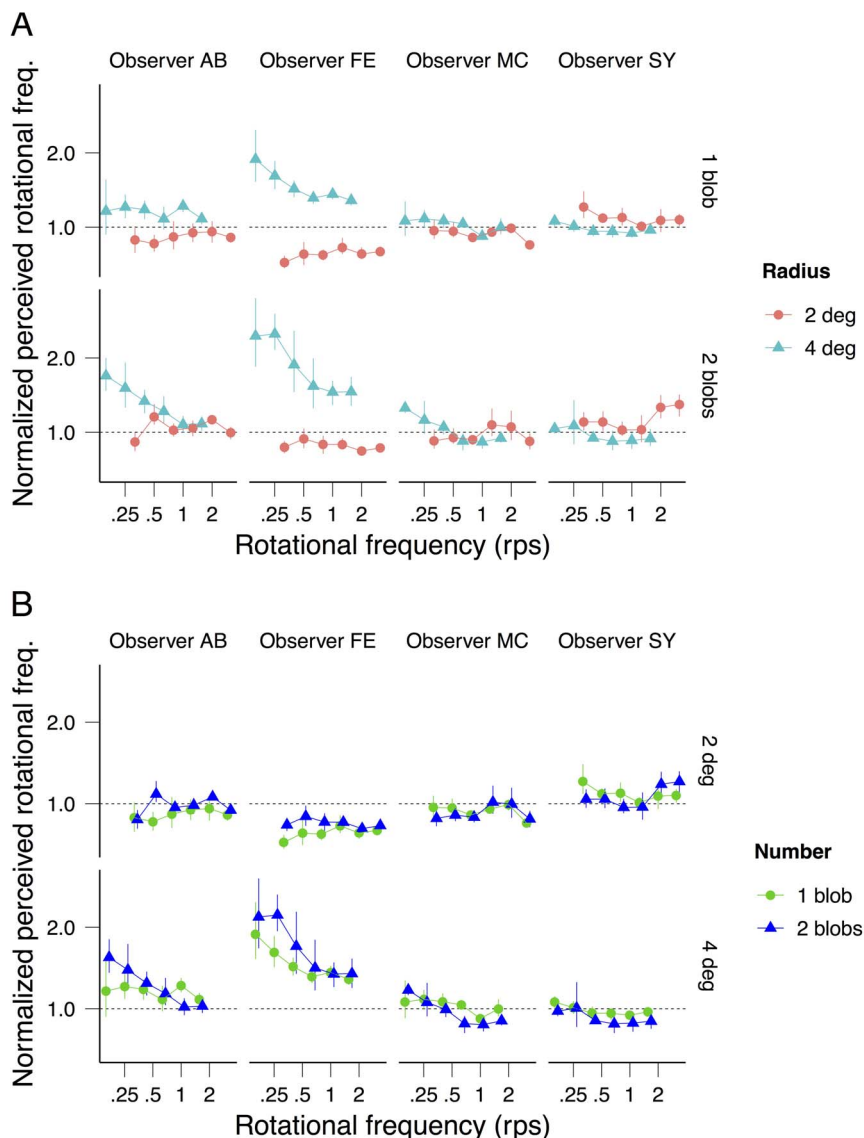 A
Observer AB Observer FE Observer MC Observer SY
Normalized perceived rotational freq.
2.0
1.0
1 blob
2.0
1.0
2 blobs
.25 .5 1 2 .25 .5 1 2 .25 .5 1 2 .25 .5 1 2
Rotational frequency (rps)
Radius
2 deg
4 deg
B
Observer AB Observer FE Observer MC Observer SY
Normalized perceived rotational freq.
2.0
1.0
2 deg
2.0
1.0
4 deg
.25 .5 1 2 .25 .5 1 2 .25 .5 1 2 .25 .5 1 2
Rotational frequency (rps)
Number
1 blob
2 blobs